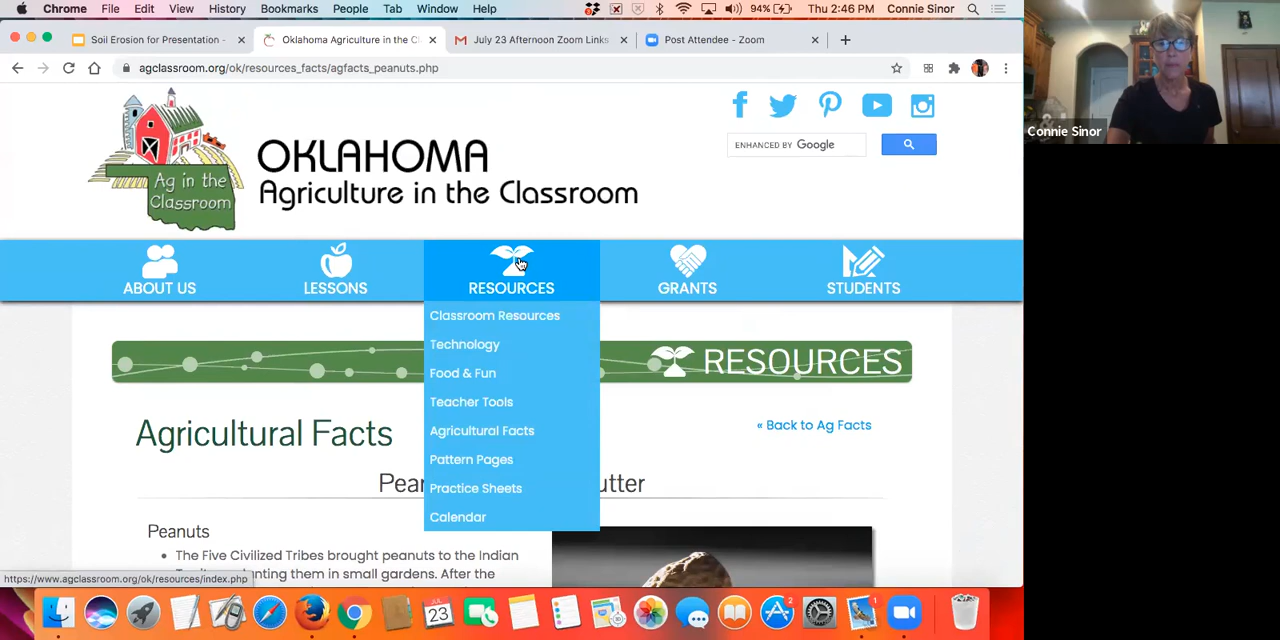 Chrome File Edit View History Bookmarks People Tab Window Help 94% Thu 2:46 PM Connie Sinor
Soil Erosion for Presentation - Oklahoma Agriculture in the C July 23 Afternoon Zoom Links Post Attendee - Zoom
agclassroom.org/ok/resources_facts/agfacts_peanuts.php
Connie Sinor
Ag in the
Classroom
OKLAHOMA
Agriculture in the Classroom
ENHANCED BY Google
ABOUT US LESSONS RESOURCES GRANTS STUDENTS
Classroom Resources
Technology
Food & Fun
Teacher Tools
Agricultural Facts
Pattern Pages
Practice Sheets
Calendar
RESOURCES
Agricultural Facts
« Back to Ag Facts
Pea utter
Peanuts
• The Five Civilized Tribes brought peanuts to the Indian
planting them in small gardens. After the
https://www.agclassroom.org/ok/resources/index.php
JUL
23
2
1